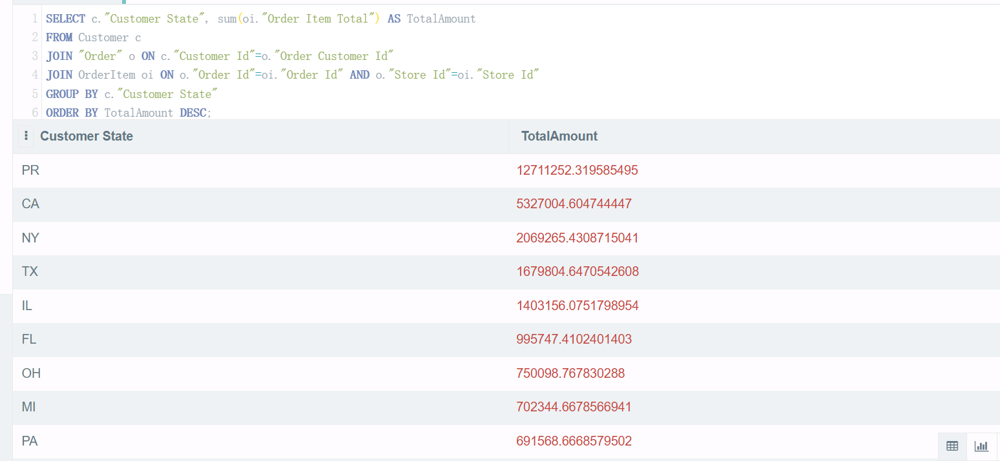 1 SELECT c."Customer State", sum(oi."Order Item Total") AS TotalAmount
2 FROM Customer c
3 JOIN "Order" o ON c."Customer Id"=o."Order Customer Id"
4 JOIN OrderItem oi ON o."Order Id"=oi."Order Id" AND o."Store Id"=oi."Store Id"
5 GROUP BY c."Customer State"
6 ORDER BY TotalAmount DESC;
Customer State TotalAmount
PR 12711252.319585495
CA 5327004.604744447
NY 2069265.4308715041
TX 1679804.6470542608
IL 1403156.0751798954
FL 995747.4102401403
OH 750098.767830288
MI 702344.6678566941
PA 691568.6668579502